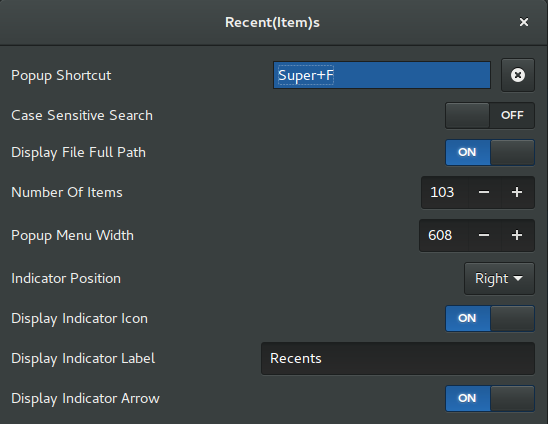 Recent(Item)s
Popup Shortcut Super+F
Case Sensitive Search OFF
Display File Full Path ON
Number Of Items 103
Popup Menu Width 608
Indicator Position Right
Display Indicator Icon ON
Display Indicator Label Recents
Display Indicator Arrow ON